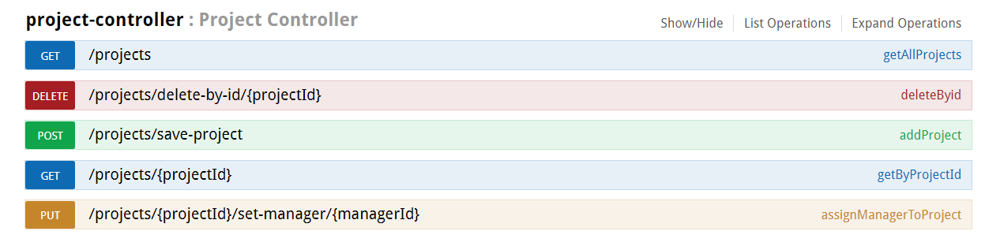 project-controller : Project Controller Show/Hide List Operations Expand Operations
GET /projects getAllProjects
DELETE /projects/delete-by-id/{projectId} deleteByid
POST /projects/save-project addProject
GET /projects/{projectId} getByProjectId
PUT /projects/{projectId}/set-manager/{managerId} assignManagerToProject